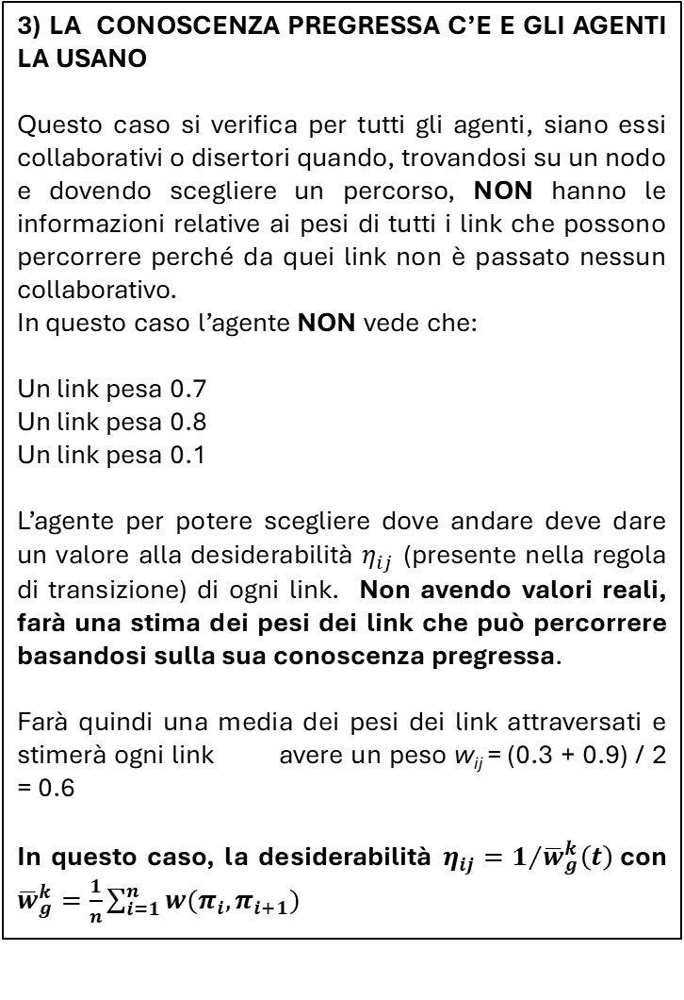 3) LA CONOSCENZA PREGRESSA C’E E GLI AGENTI
LA USANO
Questo caso si verifica per tutti gli agenti, siano essi
collaborativi o disertori quando, trovandosi su un nodo
e dovendo scegliere un percorso, NON hanno le
informazioni relative ai pesi di tutti i link che possono
percorrere perché da quei link non è passato nessun
collaborativo.
In questo caso l’agente NON vede che:
Un link pesa 0.7
Un link pesa 0.8
Un link pesa 0.1
L’agente per potere scegliere dove andare deve dare
un valore alla desiderabilità η_{ij} (presente nella regola
di transizione) di ogni link. Non avendo valori reali,
farà una stima dei pesi dei link che può percorrere
basandosi sulla sua conoscenza pregressa.
Farà quindi una media dei pesi dei link attraversati e
stimerà ogni link avere un peso w_{ij} = (0.3 + 0.9) / 2
= 0.6
In questo caso, la desiderabilità η_{ij} = 1/w̅_g^k(t) con
w̅_g^k = \frac{1}{n} ∑_{i=1}^{n} w(π_i, π_{i+1})